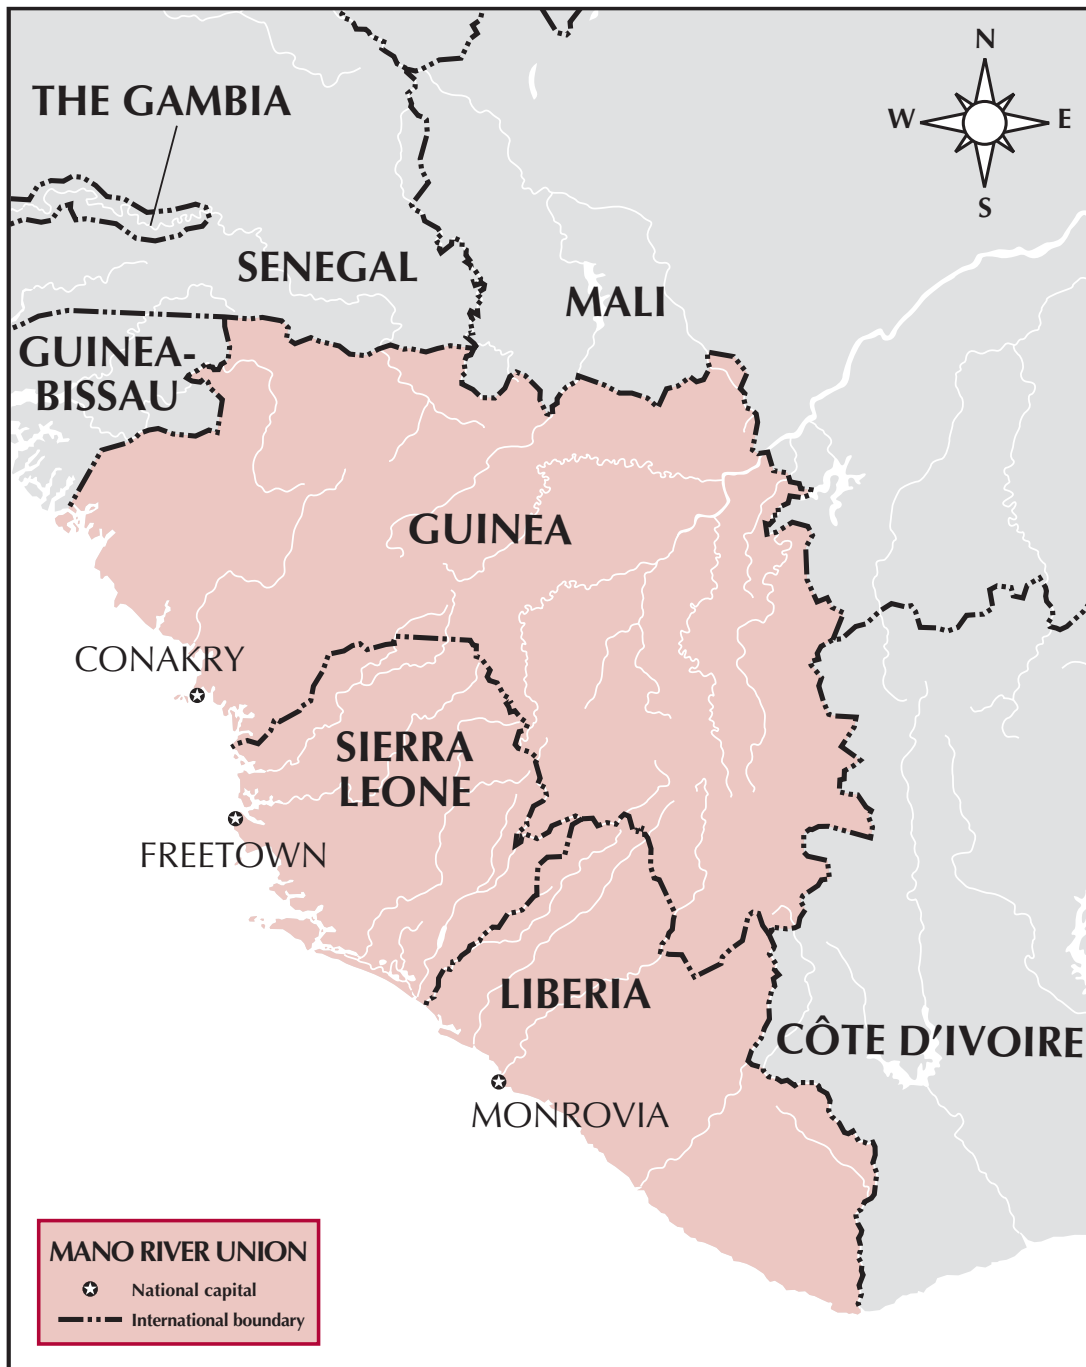 N
THE GAMBIA
W
E
S
SENEGAL
MALI
GUINEA-
BISSAU
GUINEA
CONAKRY
SIERRA
LEONE
FREETOWN
LIBERIA
CÔTE D'IVOIRE
MONROVIA
MANO RIVER UNION
National capital
International boundary